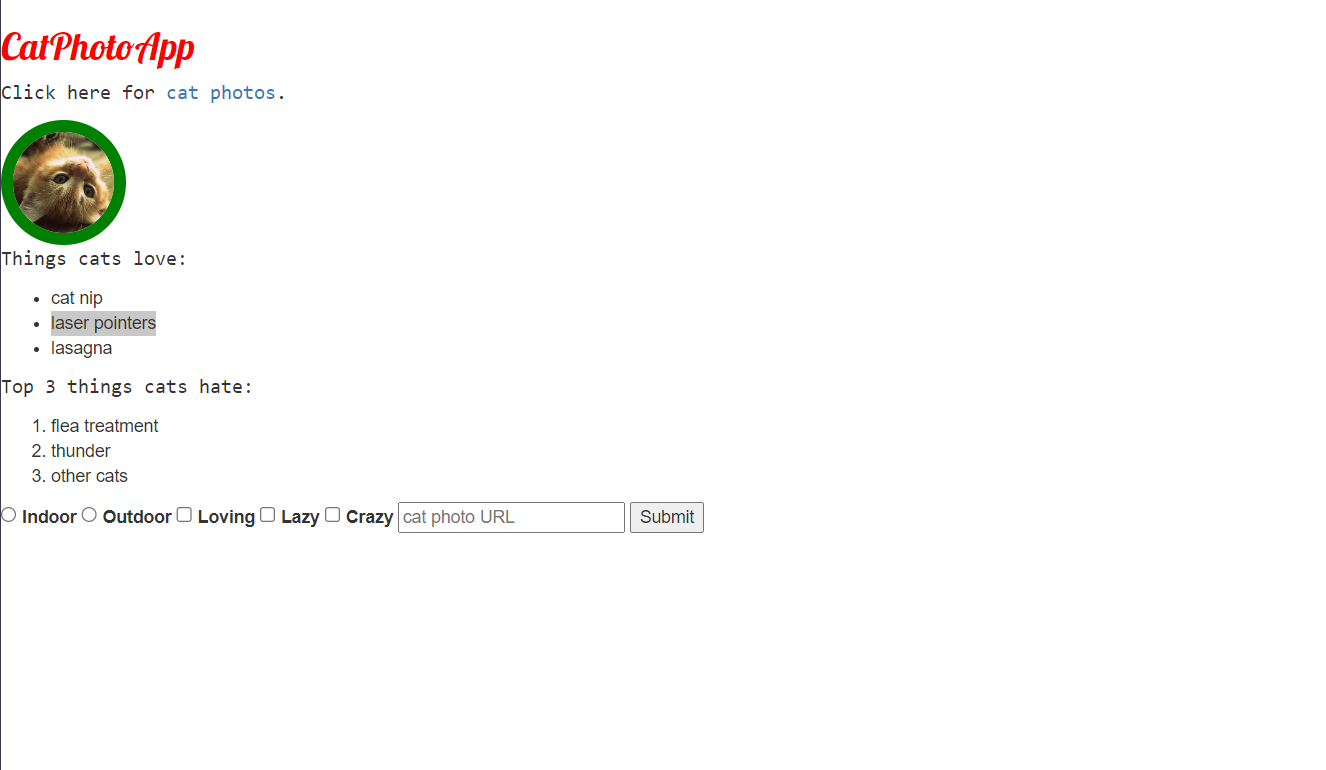 CatPhotoApp
Click here for cat photos.
Things cats love:
• cat nip
• laser pointers
• lasagna
Top 3 things cats hate:
1. flea treatment
2. thunder
3. other cats
Indoor Outdoor Loving Lazy Crazy cat photo URL Submit